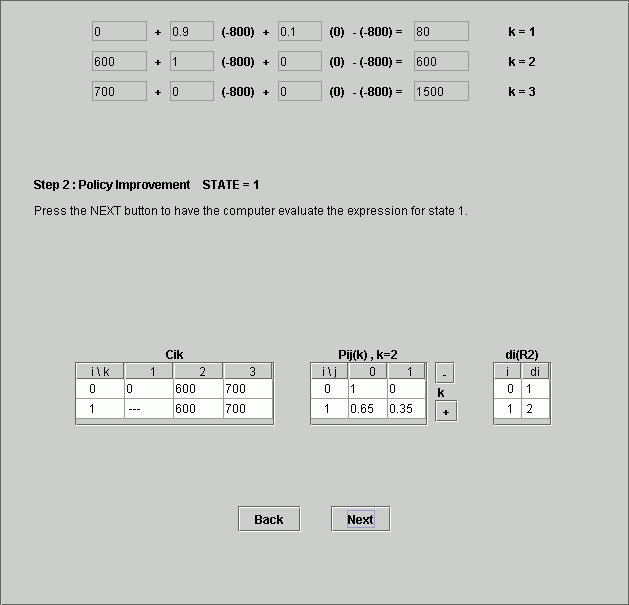 0 + 0.9 (-800) + 0.1 (0) - (-800) = 80 k = 1
600 + 1 (-800) + 0 (0) - (-800) = 600 k = 2
700 + 0 (-800) + 0 (0) - (-800) = 1500 k = 3
Step 2 : Policy Improvement STATE = 1
Press the NEXT button to have the computer evaluate the expression for state 1.
Cik Pij(k) , k=2 di(R2)
i \ k 1 2 3 i \ j 0 1 - i di
0 0 600 700 0 1 0 k 0 1
1 --- 600 700 1 0.65 0.35 + 1 2
Back Next